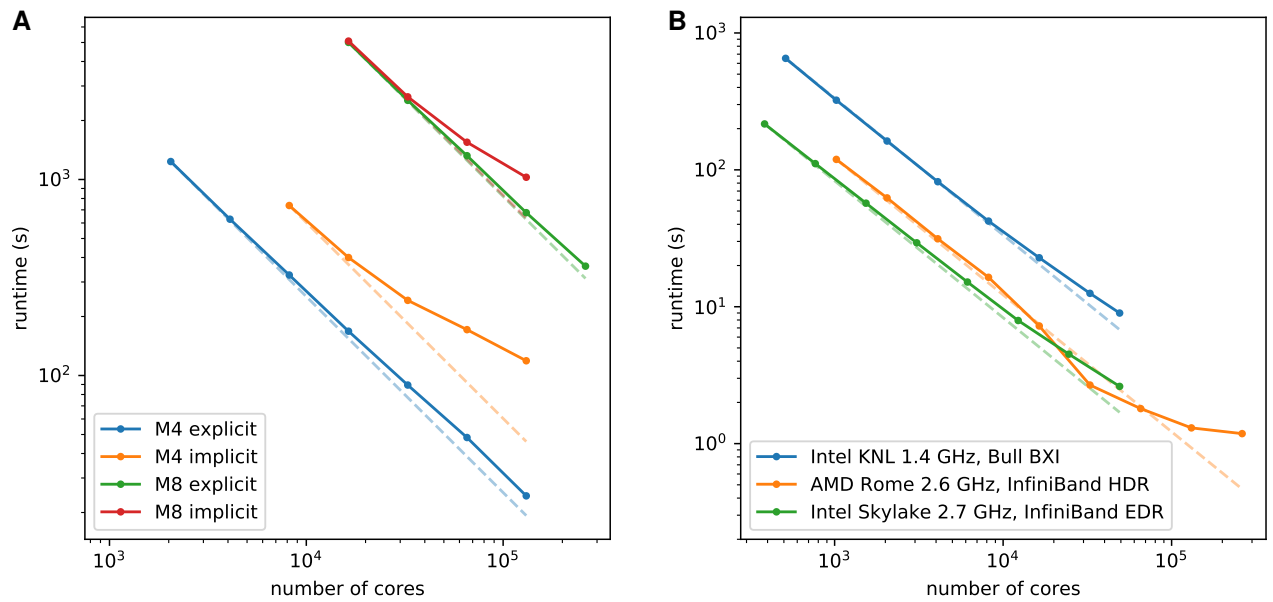 A
runtime (s)
10³
10²
M4 explicit
M4 implicit
M8 explicit
M8 implicit
10³
10⁴
10⁵
number of cores
B
runtime (s)
10³
10²
10¹
10⁰
Intel KNL 1.4 GHz, Bull BXI
AMD Rome 2.6 GHz, InfiniBand HDR
Intel Skylake 2.7 GHz, InfiniBand EDR
10³
10⁴
10⁵
number of cores